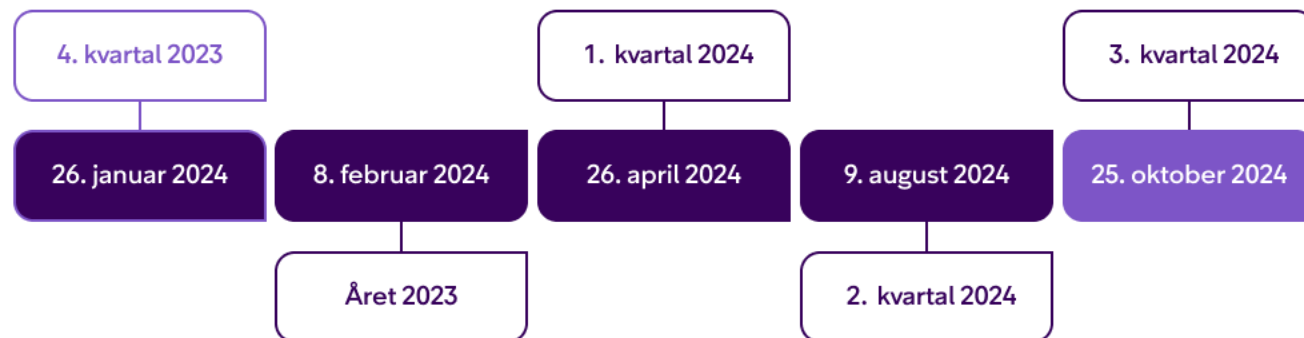 4. kvartal 2023
1. kvartal 2024
3. kvartal 2024
26. januar 2024
8. februar 2024
26. april 2024
9. august 2024
25. oktober 2024
Året 2023
2. kvartal 2024